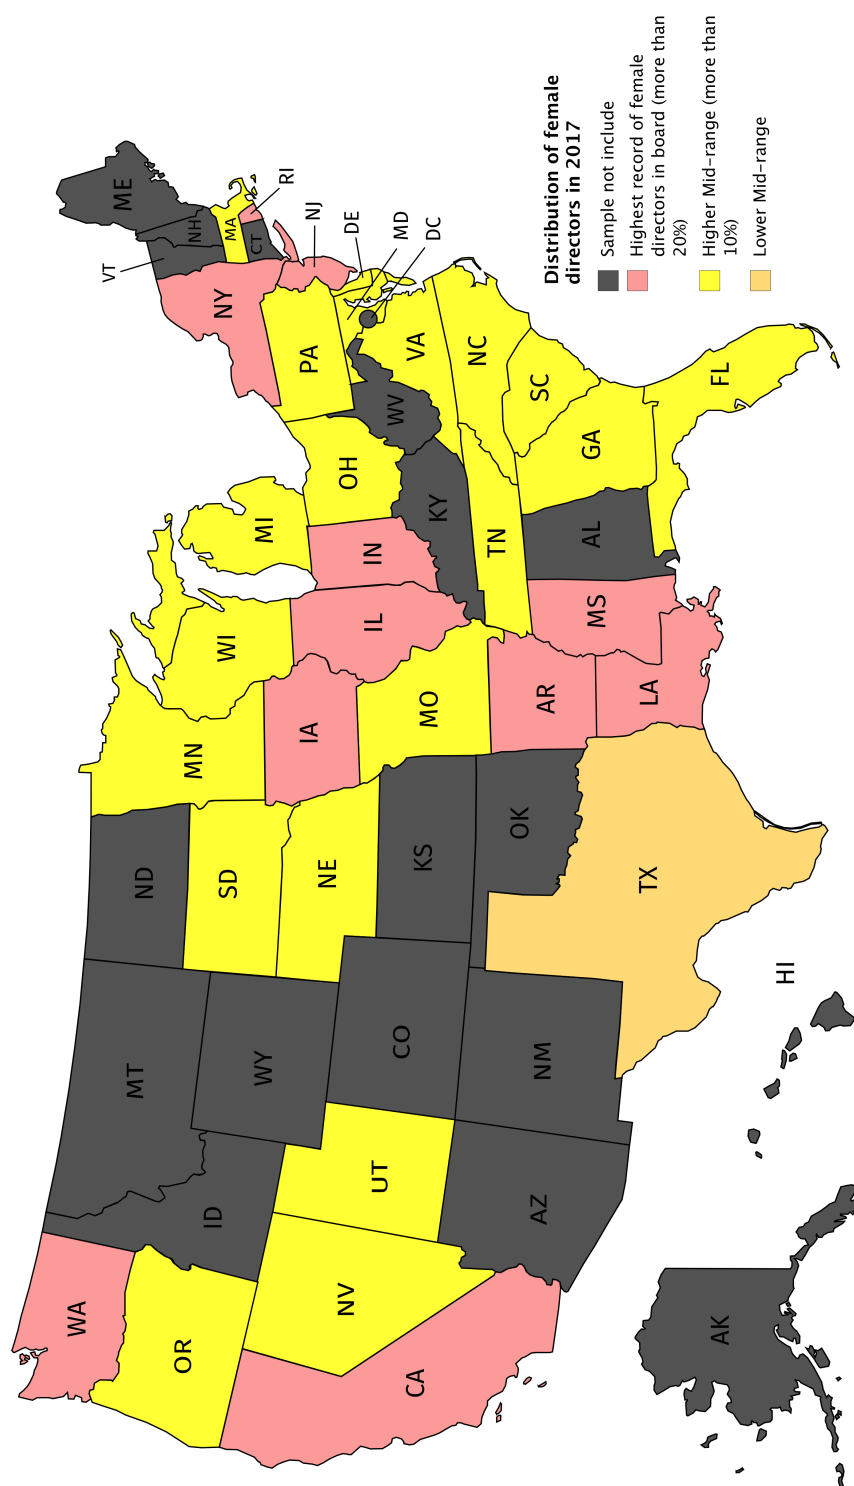 Distribution of female
directors in 2017
Sample not include
Highest record of female
directors in board (more than
20%)
Higher Mid-range (more than
10%)
Lower Mid-range
WA
OR
CA
NV
ID
MT
WY
UT
AZ
CO
NM
ND
SD
NE
KS
OK
TX
MN
IA
MO
AR
LA
WI
IL
MS
MI
IN
KY
TN
AL
OH
WV
GA
FL
SC
NC
VA
PA
NY
VT
NH
ME
MA
CT
RI
NJ
DE
MD
DC
AK
HI